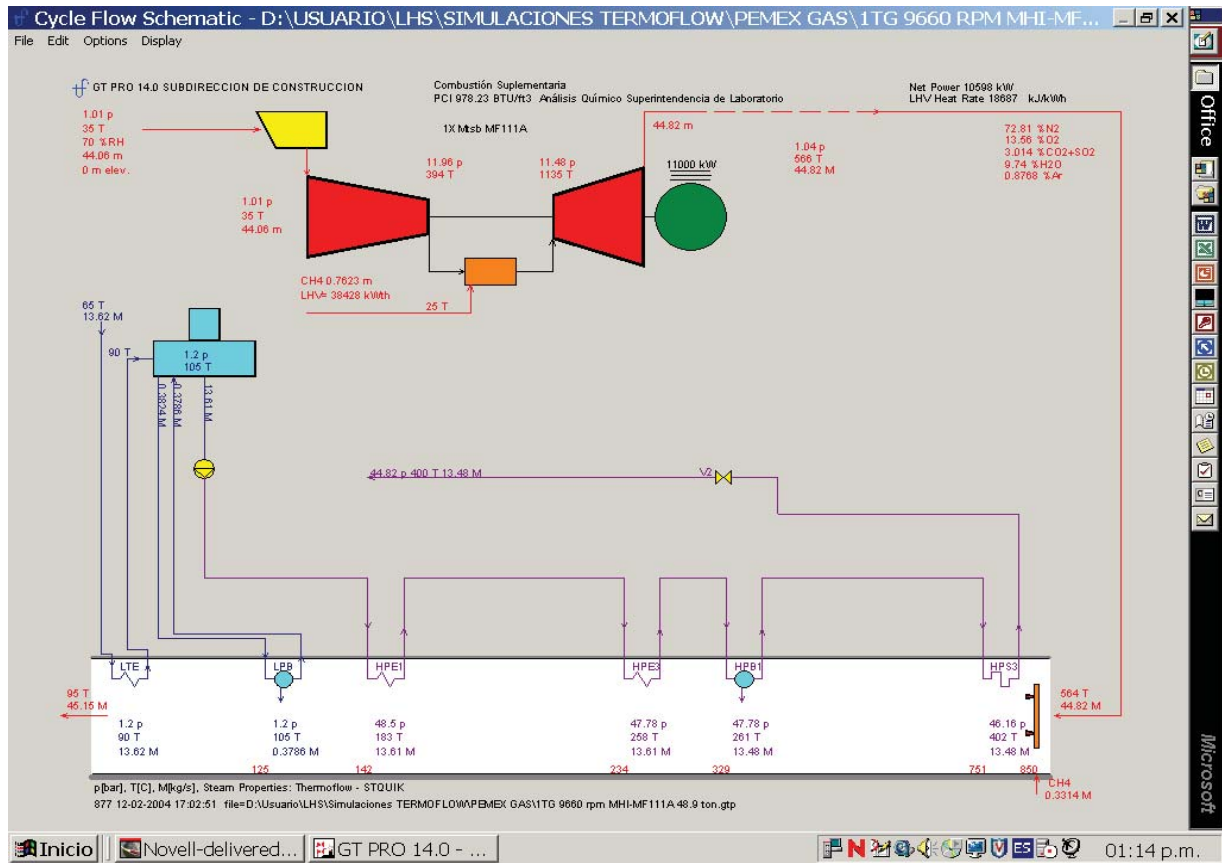 Cycle Flow Schematic - D:\USUARIO\LHS\SIMULACIONES TERMOFLOW\PEMEX GAS\1TG 9660 RPM MHI-MF...
File Edit Options Display
GT PRO 14.0 SUBDIRECCION DE CONSTRUCCION
Combustión Suplementaria
PCI 978.23 BTU/ft3 Análisis Químico Superintendencia de Laboratorio
Net Power 10598 kW
LHV Heat Rate 18687 kJ/kWh
1X Mtsb MF111A
1.01 p
35 T
70 %RH
44.06 m
0 m elev.
44.82 m
1.04 p
566 T
44.82 M
72.81 %N2
13.56 %O2
3.014 %CO2+SO2
9.74 %H2O
0.8768 %Ar
11.96 p
394 T
11.48 p
1135 T
11000 kW
1.01 p
35 T
44.06 m
CH4 0.7623 m
LHV= 38428 kWth
25 T
65 T
13.62 M
90 T
1.2 p
105 T
0.3824 M
0.3786 M
13.61 M
44.82 p 400 T 13.48 M
V2
LTE
LPB
HPE1
HPE3
HPB1
HPS3
95 T
45.15 M
564 T
44.82 M
1.2 p
90 T
13.62 M
1.2 p
105 T
0.3786 M
48.5 p
183 T
13.61 M
47.78 p
258 T
13.61 M
47.78 p
261 T
13.48 M
46.16 p
402 T
13.48 M
125
142
234
329
751
850
CH4
0.3314 M
p[bar], T[C], M[kg/s], Steam Properties: Thermoflow - STQUIK
877 12-02-2004 17:02:51 file=D:\Usuario\LHS\Simulaciones TERMOFLOW\PEMEX GAS\1TG 9660 rpm MHI-MF111A 48.9 ton.gtp
Office
Microsoft
Inicio
Novell-delivered...
GT PRO 14.0 - ...
ES
01:14 p.m.